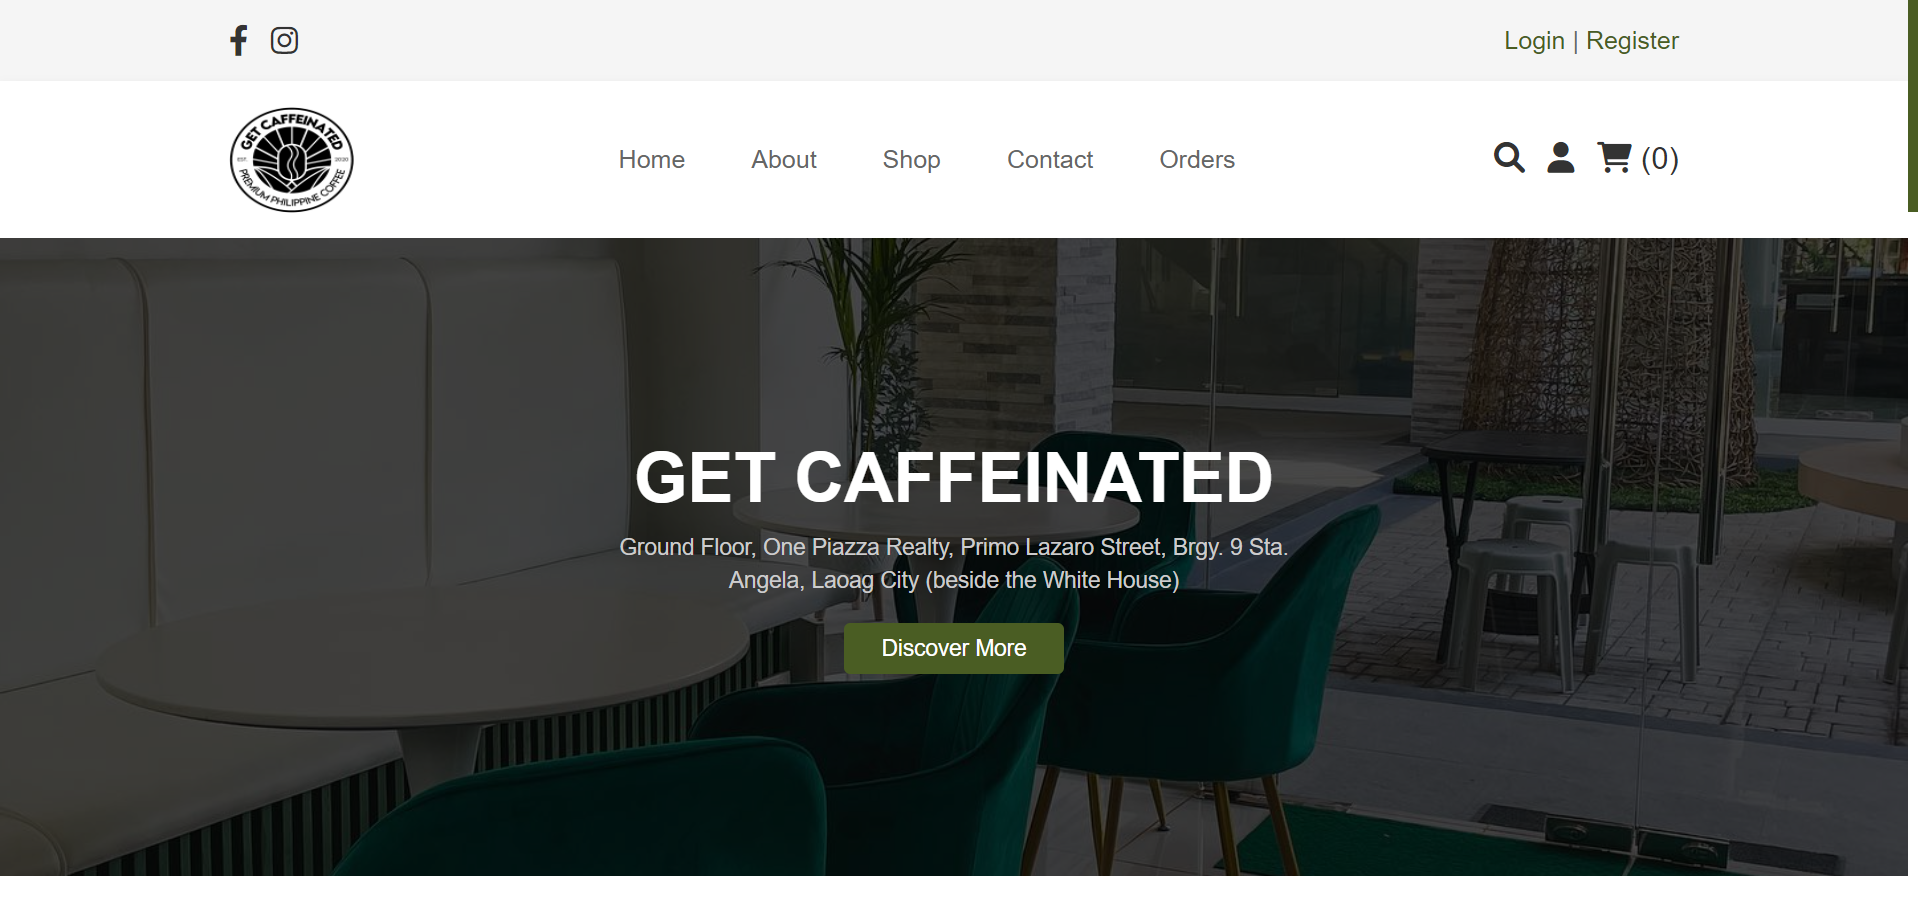 Login | Register
GET CAFFEINATED
EST. 2020
PREMIUM PHILIPPINE COFFEE
Home About Shop Contact Orders (0)
GET CAFFEINATED
Ground Floor, One Piazza Realty, Primo Lazaro Street, Brgy. 9 Sta.
Angela, Laoag City (beside the White House)
Discover More